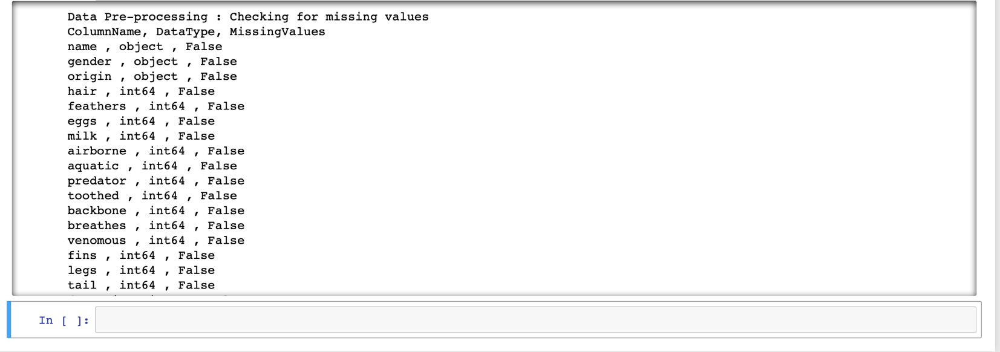 Data Pre-processing : Checking for missing values
ColumnName, DataType, MissingValues
name , object , False
gender , object , False
origin , object , False
hair , int64 , False
feathers , int64 , False
eggs , int64 , False
milk , int64 , False
airborne , int64 , False
aquatic , int64 , False
predator , int64 , False
toothed , int64 , False
backbone , int64 , False
breathes , int64 , False
venomous , int64 , False
fins , int64 , False
legs , int64 , False
tail , int64 , False
In [ ]: